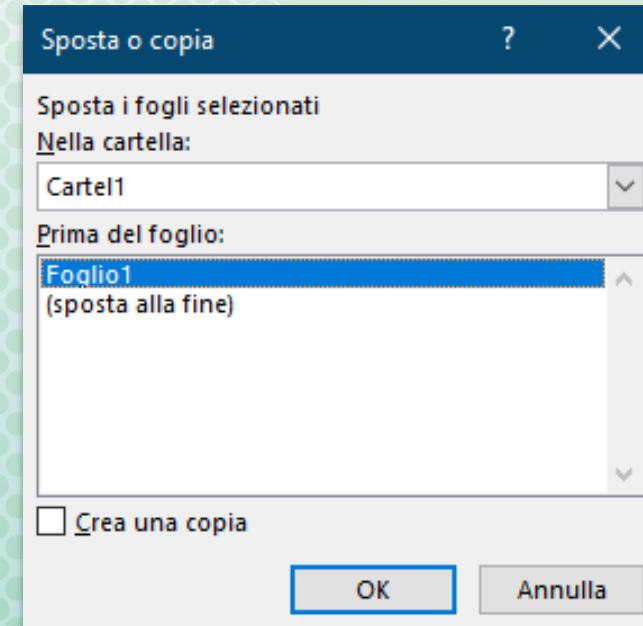 Sposta o copia ?
Sposta i fogli selezionati
Nella cartella:
Cartel1
Prima del foglio:
Foglio1
(sposta alla fine)
Crea una copia
OK Annulla